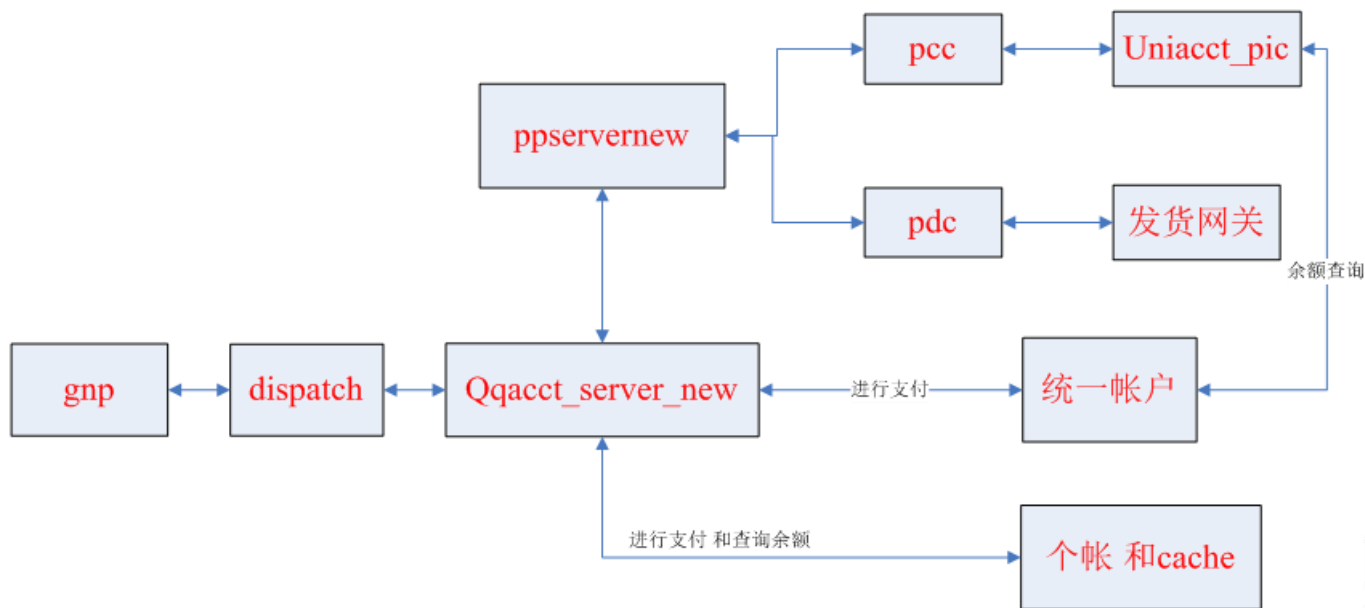 pcc
Uniacct_pic
ppservernew
pdc
发货网关
余额查询
gnp
dispatch
Qqacct_server_new
进行支付
统一帐户
进行支付 和查询余额
个帐 和cache